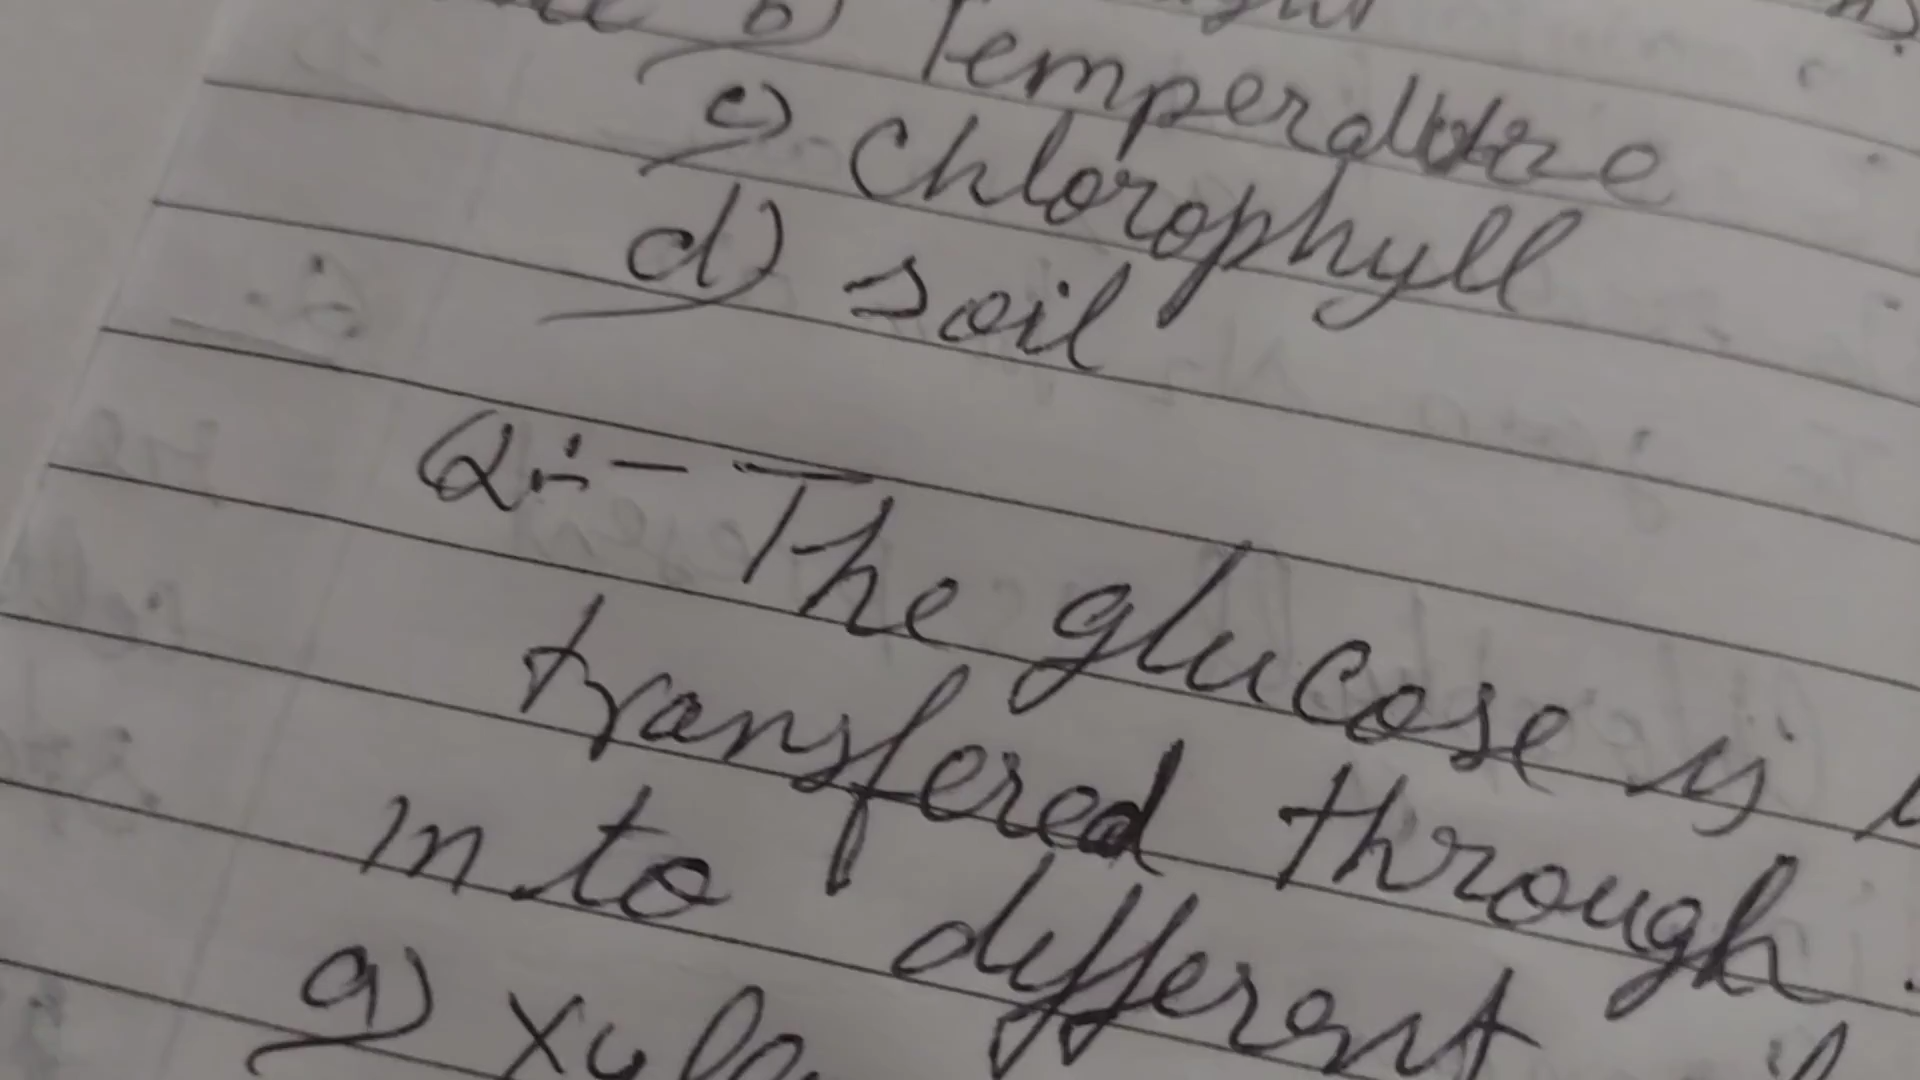 b) Temperature
c) Chlorophyll
d) soil
Q:- The glucose is
transfered through
in to different
a)